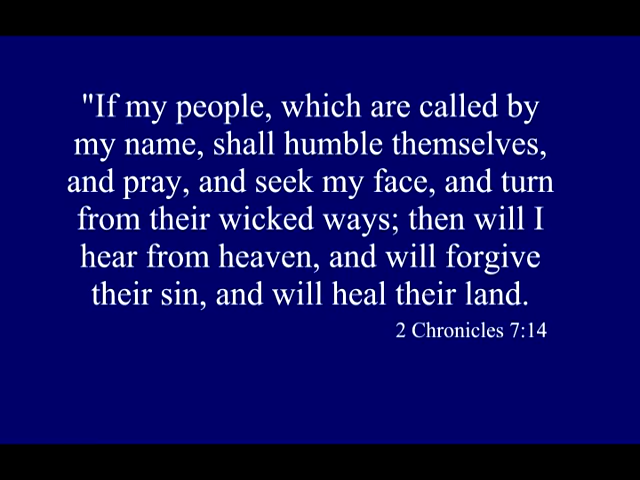 "If my people, which are called by
my name, shall humble themselves,
and pray, and seek my face, and turn
from their wicked ways; then will I
hear from heaven, and will forgive
their sin, and will heal their land.
2 Chronicles 7:14